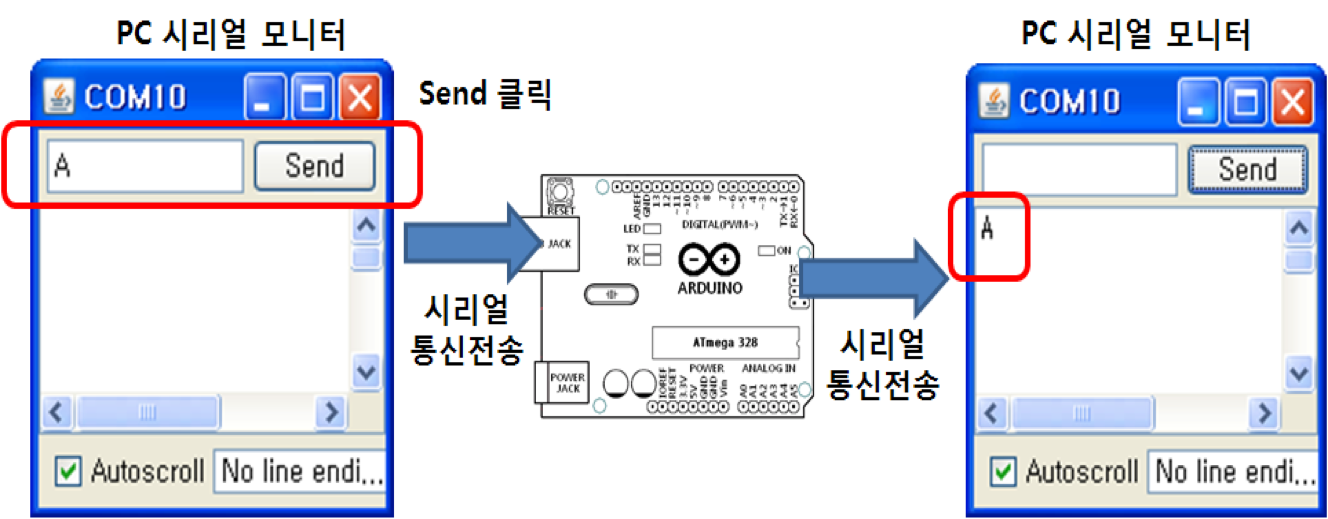 PC 시리얼 모니터
COM10
A
Send
Autoscroll
No line endi...
Send 클릭
시리얼
통신전송
RESET
AREF
GND
13
12
~11
~10
~9
8
7
~6
~5
4
~3
2
TX→1
RX←0
DIGITAL(PWM~)
LED
TX
RX
ON
JACK
ARDUINO
ATmega 328
POWER
JACK
POWER
ANALOG IN
IOREF
RESET
3.3V
5V
GND
GND
Vin
A0
A1
A2
A3
A4
A5
시리얼
통신전송
PC 시리얼 모니터
COM10
Send
A
Autoscroll
No line endi...